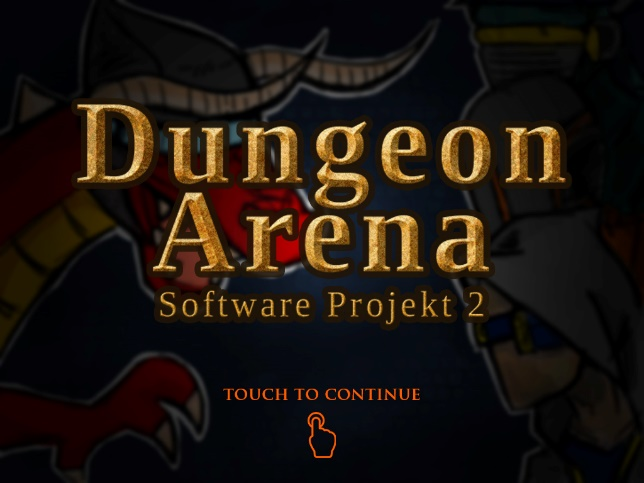 Dungeon
Arena
Software Projekt 2
TOUCH TO CONTINUE